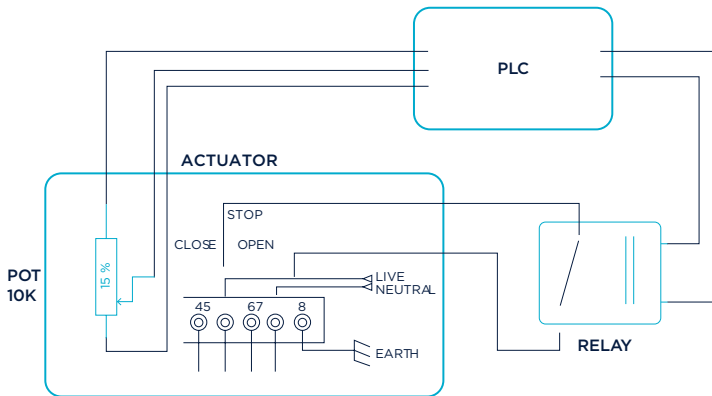 PLC
ACTUATOR
STOP
CLOSE OPEN
POT
10K
15 %
LIVE
NEUTRAL
45 67 8
EARTH
RELAY